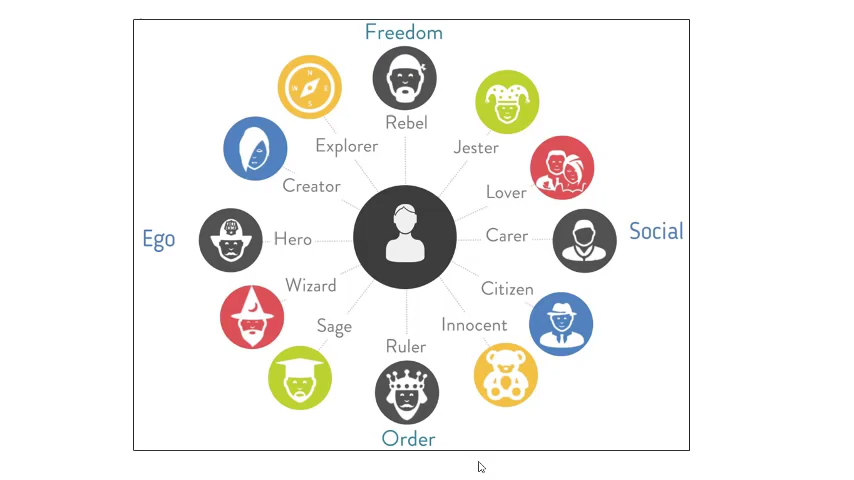 Freedom
Rebel
Explorer
Jester
Creator
Lover
Ego
Hero
Carer
Social
Wizard
Citizen
Sage
Innocent
Ruler
Order
N
W
E
S